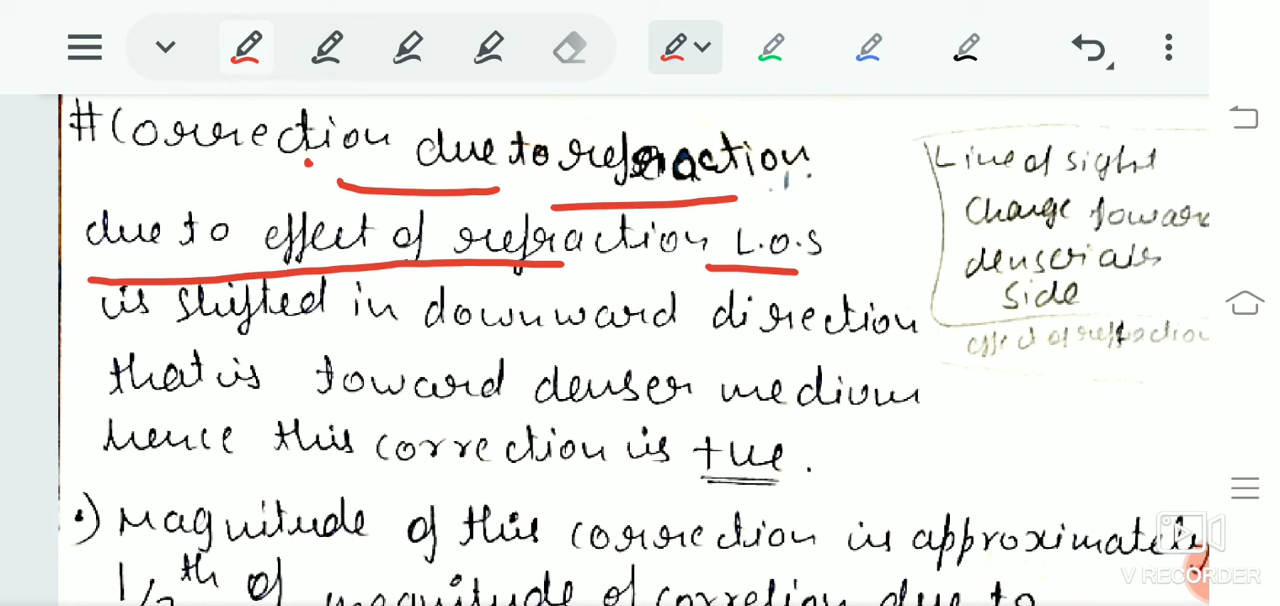 #Correction due to refraction
due to effect of refraction L.O.S
is shifted in downward direction
that is toward denser medium
hence this correction is +ve.
•) Magnitude of this correction is approximately
1/7th of magnitude of corretion due to
Line of sight
Change toward
denser
side
effect of refraction
V RECORDER